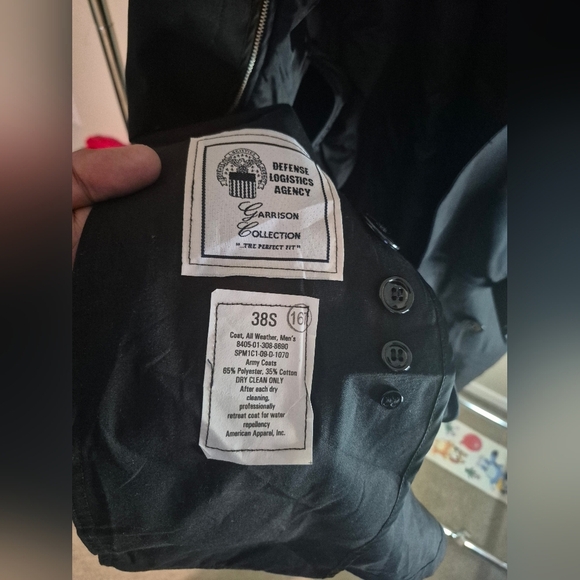 DEFENSE
LOGISTICS
AGENCY
Garrison
Collection
"THE PERFECT FIT"
38S
16
Coat, All Weather, Men's
8405-01-308-8690
SPM1C1-09-D-1070
Army Coats
65% Polyester, 35% Cotton
DRY CLEAN ONLY
After each dry
cleaning,
professionally
retreat coat for water
repellency
American Apparel, Inc.